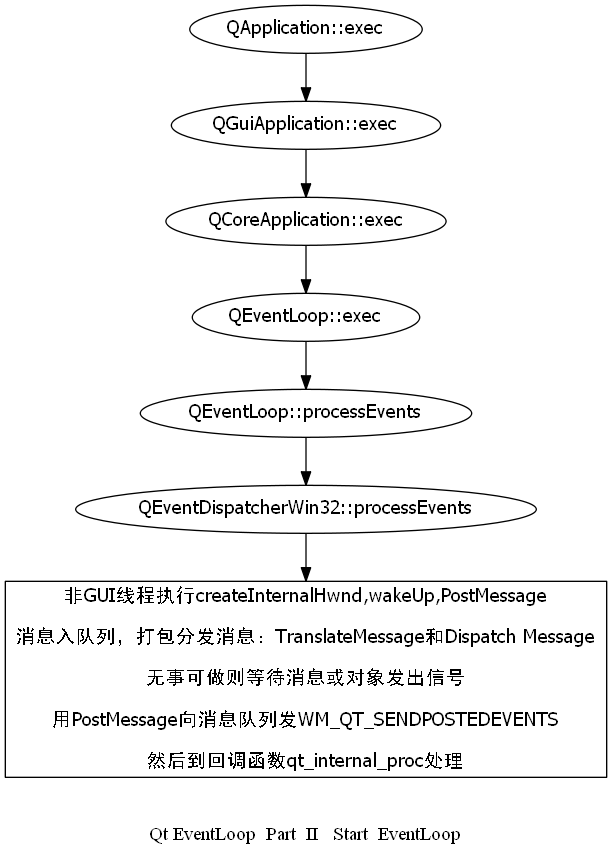 QApplication::exec
QGuiApplication::exec
QCoreApplication::exec
QEventLoop::exec
QEventLoop::processEvents
QEventDispatcherWin32::processEvents
非GUI线程执行createInternalHwnd,wakeUp,PostMessage
消息入队列，打包分发消息：TranslateMessage和Dispatch Message
无事可做则等待消息或对象发出信号
用PostMessage向消息队列发WM_QT_SENDPOSTEDEVENTS
然后到回调函数qt_internal_proc处理
Qt EventLoop Part II Start EventLoop